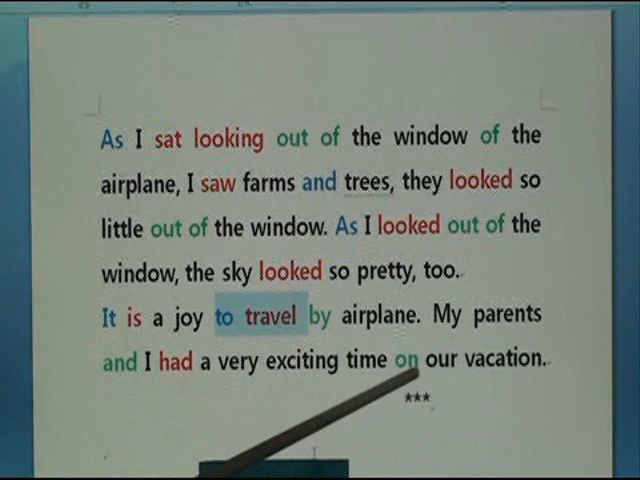 As I sat looking out of the window of the
airplane, I saw farms and trees, they looked so
little out of the window. As I looked out of the
window, the sky looked so pretty, too.
It is a joy to travel by airplane. My parents
and I had a very exciting time on our vacation.
***